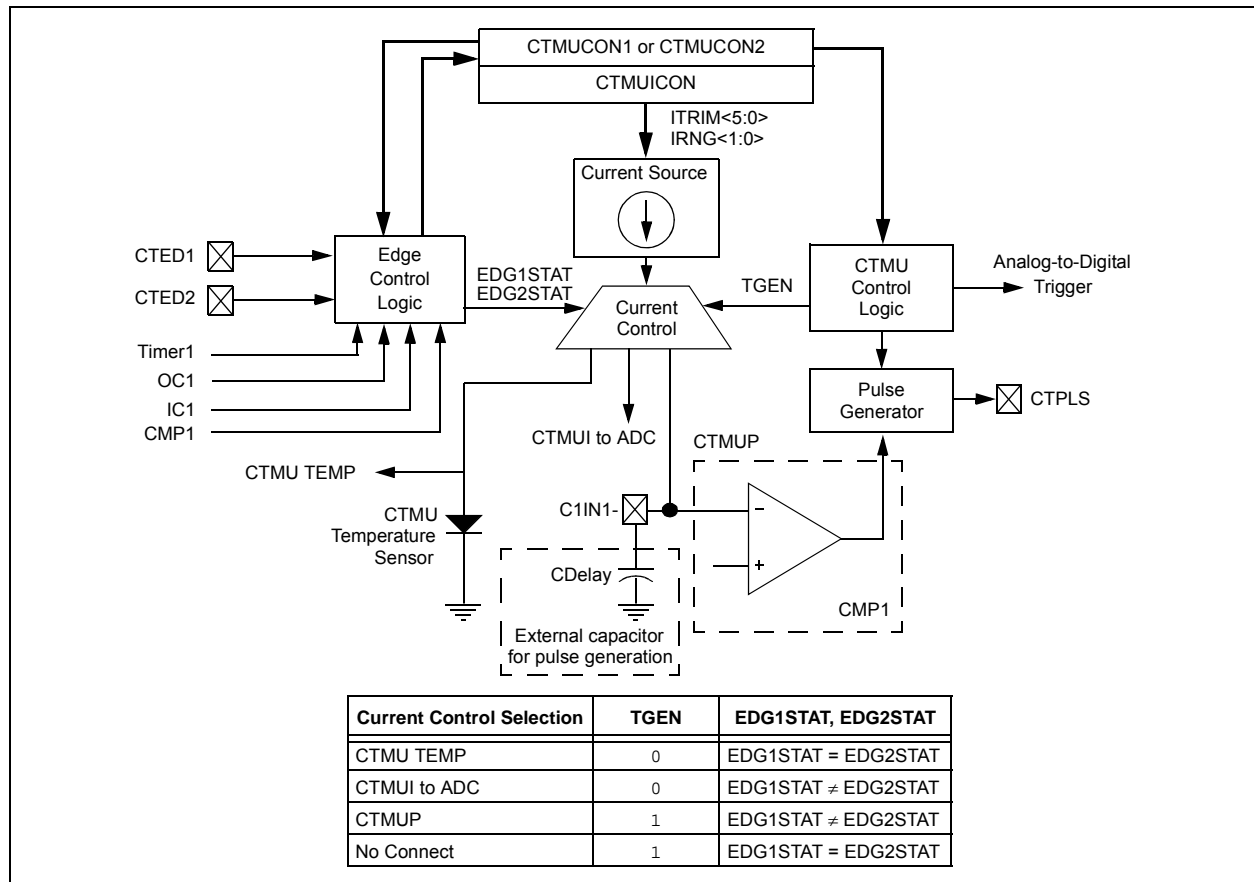 CTMUCON1 or CTMUCON2
CTMUICON
ITRIM<5:0>
IRNG<1:0>
Current Source
CTED1
CTED2
Edge
Control
Logic
EDG1STAT
EDG2STAT
Current
Control
TGEN
CTMU
Control
Logic
Analog-to-Digital
Trigger
Timer1
OC1
IC1
CMP1
Pulse
Generator
CTPLS
CTMUI to ADC
CTMUP
CTMU TEMP
C1IN1-
–
+
CTMU
Temperature
Sensor
CDelay
CMP1
External capacitor
for pulse generation
Current Control Selection TGEN EDG1STAT, EDG2STAT
CTMU TEMP 0 EDG1STAT = EDG2STAT
CTMUI to ADC 0 EDG1STAT ≠ EDG2STAT
CTMUP 1 EDG1STAT ≠ EDG2STAT
No Connect 1 EDG1STAT = EDG2STAT